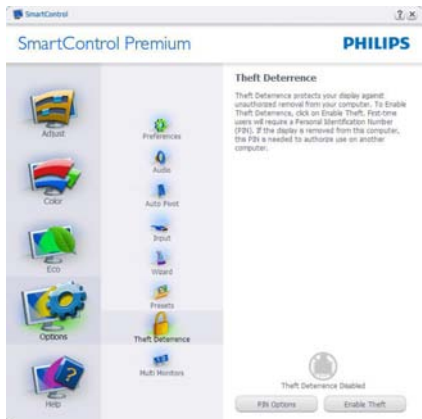 SmartControl
SmartControl Premium
PHILIPS
Adjust
Color
Eco
Options
Help
Preferences
Audio
Auto Pivot
Input
Wizard
Presets
Theft Deterrence
Multi Monitors
Theft Deterrence
Theft Deterrence protects your display against
unauthorized removal from your computer. To Enable
Theft Deterrence, click on Enable Theft. First-time
users will require a Personal Identification Number
(PIN). If the display is removed from this computer,
the PIN is needed to authorize use on another
computer.
Theft Deterrence Disabled
PIN Options
Enable Theft